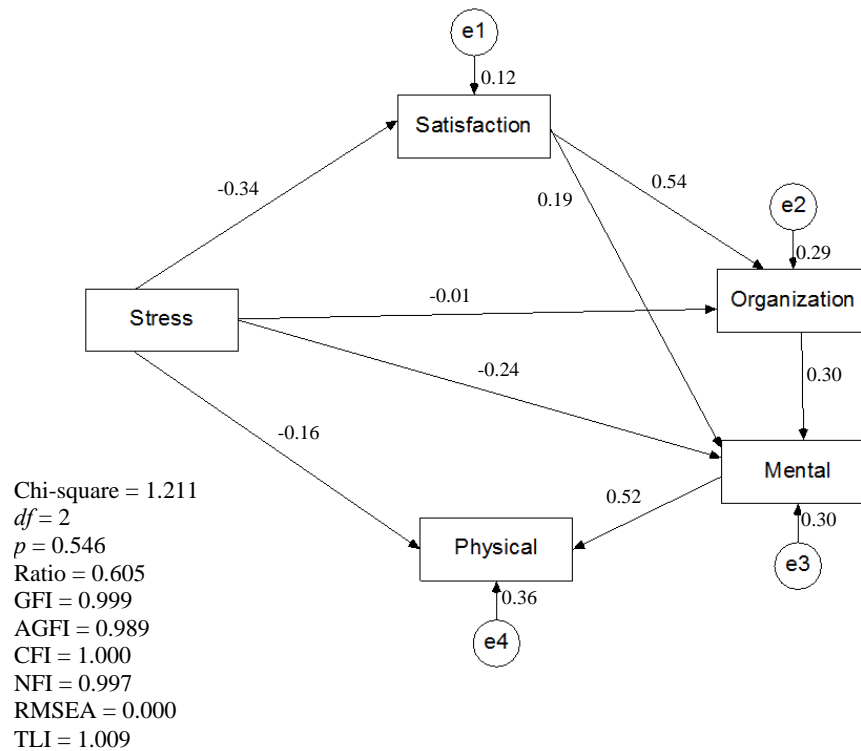 e1
0.12
Satisfaction
-0.34
0.54
0.19
e2
0.29
Organization
-0.01
Stress
0.30
-0.24
-0.16
Mental
0.52
0.30
e3
Physical
0.36
e4
Chi-square = 1.211
df = 2
p = 0.546
Ratio = 0.605
GFI = 0.999
AGFI = 0.989
CFI = 1.000
NFI = 0.997
RMSEA = 0.000
TLI = 1.009